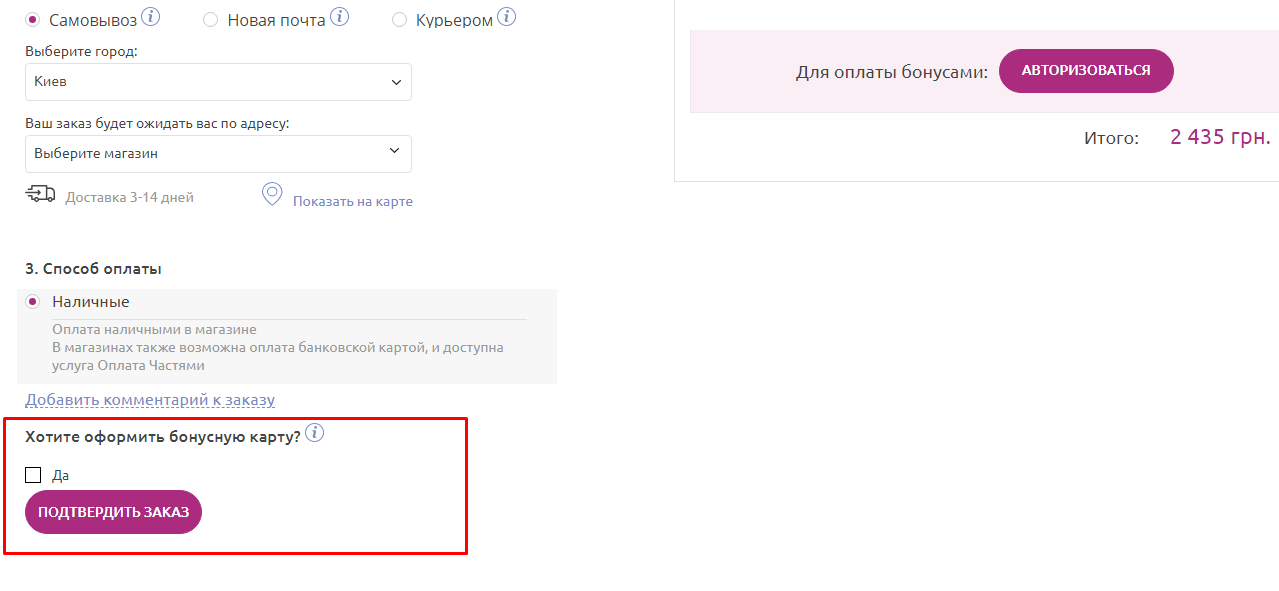 Самовывоз
Новая почта
Курьером
Выберите город:
Киев
Ваш заказ будет ожидать вас по адресу:
Выберите магазин
Доставка 3-14 дней
Показать на карте
3. Способ оплаты
Наличные
Оплата наличными в магазине
В магазинах также возможна оплата банковской картой, и доступна
услуга Оплата Частями
Добавить комментарий к заказу
Хотите оформить бонусную карту?
Да
ПОДТВЕРДИТЬ ЗАКАЗ
Для оплаты бонусами:
АВТОРИЗОВАТЬСЯ
Итого: 2 435 грн.